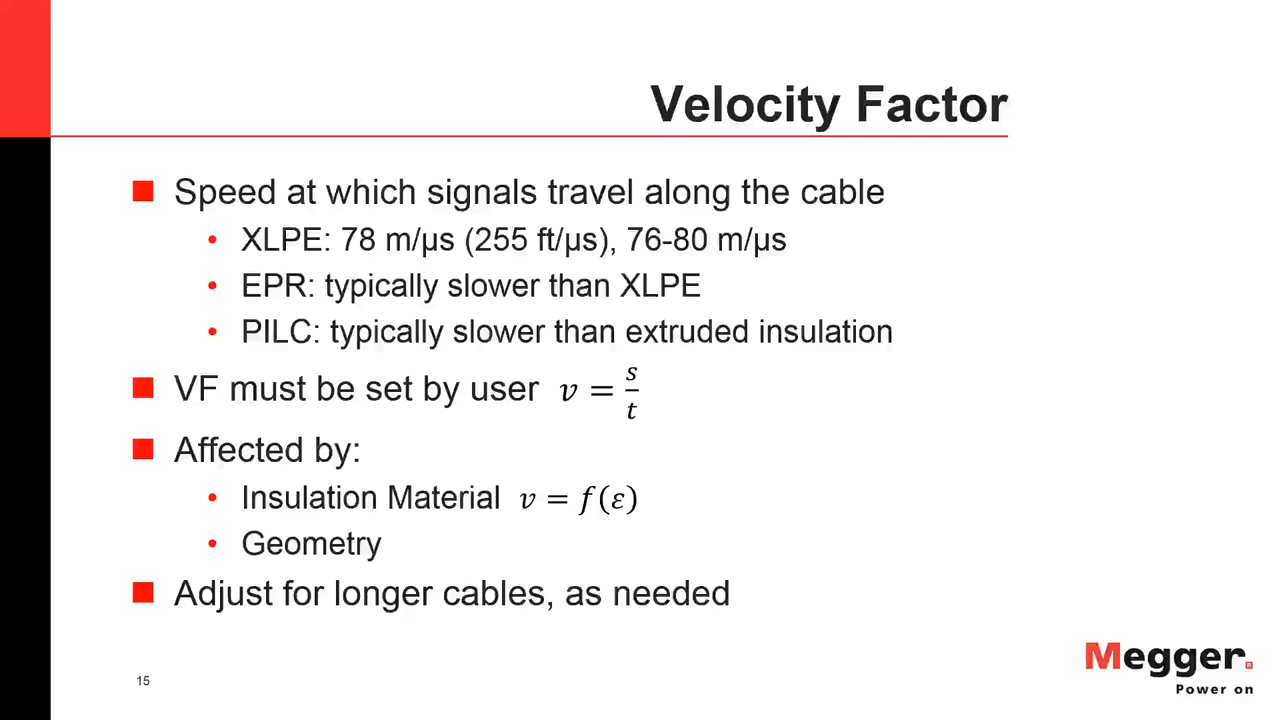 Velocity Factor
Speed at which signals travel along the cable
• XLPE: 78 m/μs (255 ft/μs), 76-80 m/μs
• EPR: typically slower than XLPE
• PILC: typically slower than extruded insulation
VF must be set by user v = s/t
Affected by:
• Insulation Material v = f(ε)
• Geometry
Adjust for longer cables, as needed
15
Megger®
Power on